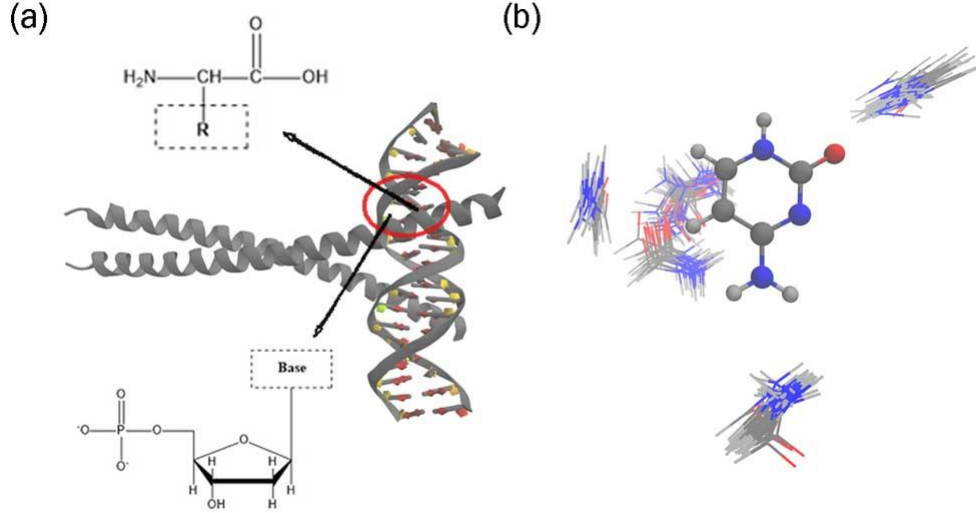 (a)
(b)
O
H₂N CH C OH
R
Base
O
⁻O P O
O⁻
O
H H H H
OH H